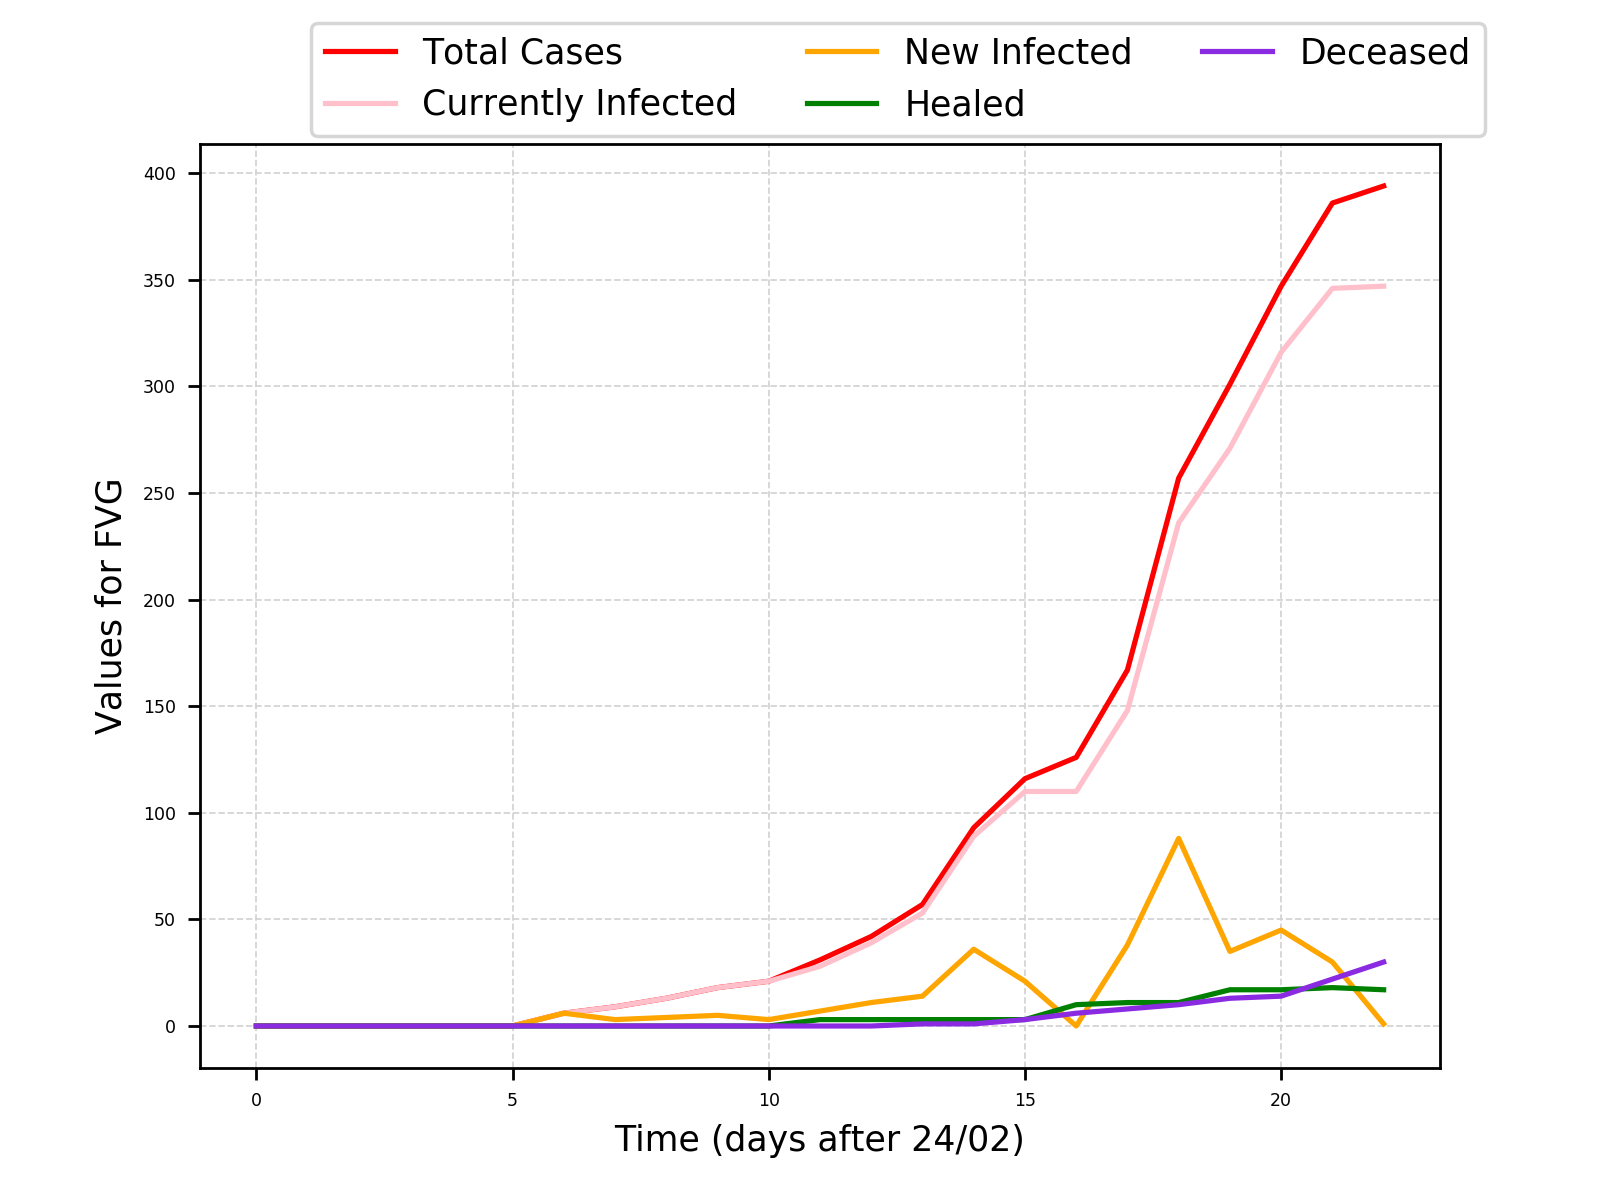 Total Cases New Infected Deceased
Currently Infected Healed
400
350
300
250
200
150
100
50
0
Values for FVG
0 5 10 15 20
Time (days after 24/02)